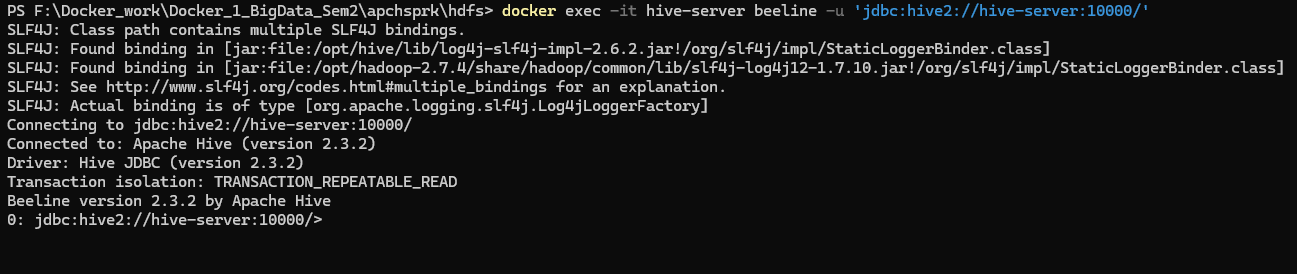 PS F:\Docker_work\Docker_1_BigData_Sem2\apchsprk\hdfs> docker exec -it hive-server beeline -u 'jdbc:hive2://hive-server:10000/'
SLF4J: Class path contains multiple SLF4J bindings.
SLF4J: Found binding in [jar:file:/opt/hive/lib/log4j-slf4j-impl-2.6.2.jar!/org/slf4j/impl/StaticLoggerBinder.class]
SLF4J: Found binding in [jar:file:/opt/hadoop-2.7.4/share/hadoop/common/lib/slf4j-log4j12-1.7.10.jar!/org/slf4j/impl/StaticLoggerBinder.class]
SLF4J: See http://www.slf4j.org/codes.html#multiple_bindings for an explanation.
SLF4J: Actual binding is of type [org.apache.logging.slf4j.Log4jLoggerFactory]
Connecting to jdbc:hive2://hive-server:10000/
Connected to: Apache Hive (version 2.3.2)
Driver: Hive JDBC (version 2.3.2)
Transaction isolation: TRANSACTION_REPEATABLE_READ
Beeline version 2.3.2 by Apache Hive
0: jdbc:hive2://hive-server:10000/>